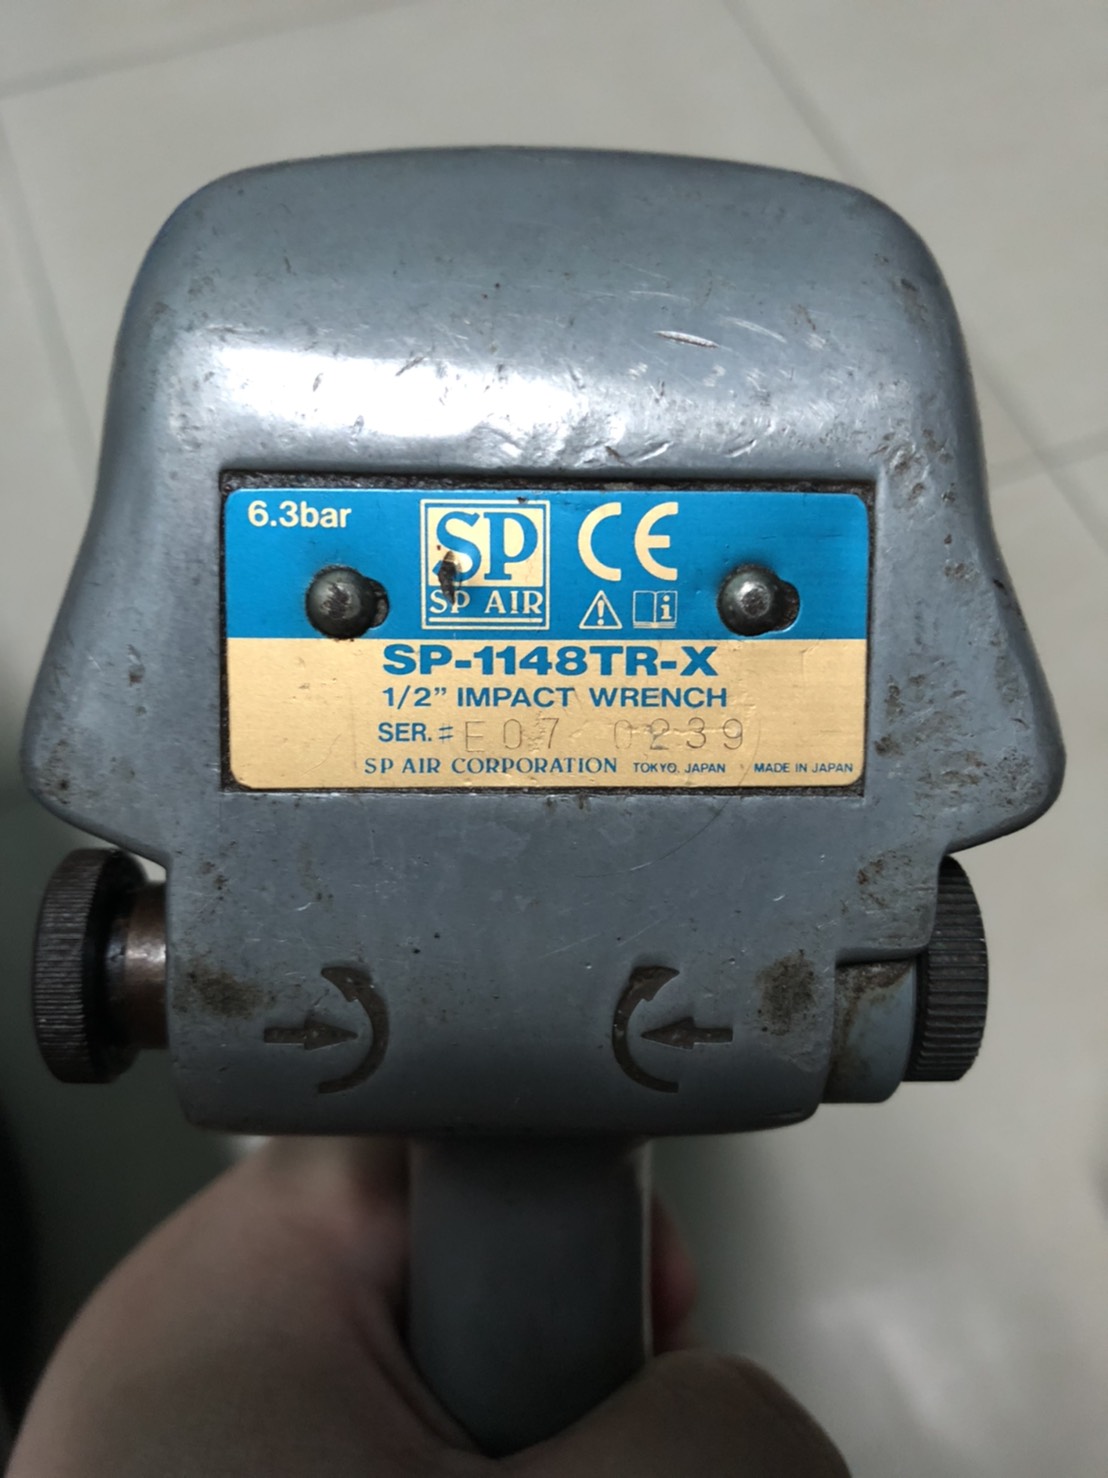 6.3bar
SP
SP AIR
CE
SP-1148TR-X
1/2” IMPACT WRENCH
SER.# E07 0239
SP AIR CORPORATION TOKYO. JAPAN MADE IN JAPAN